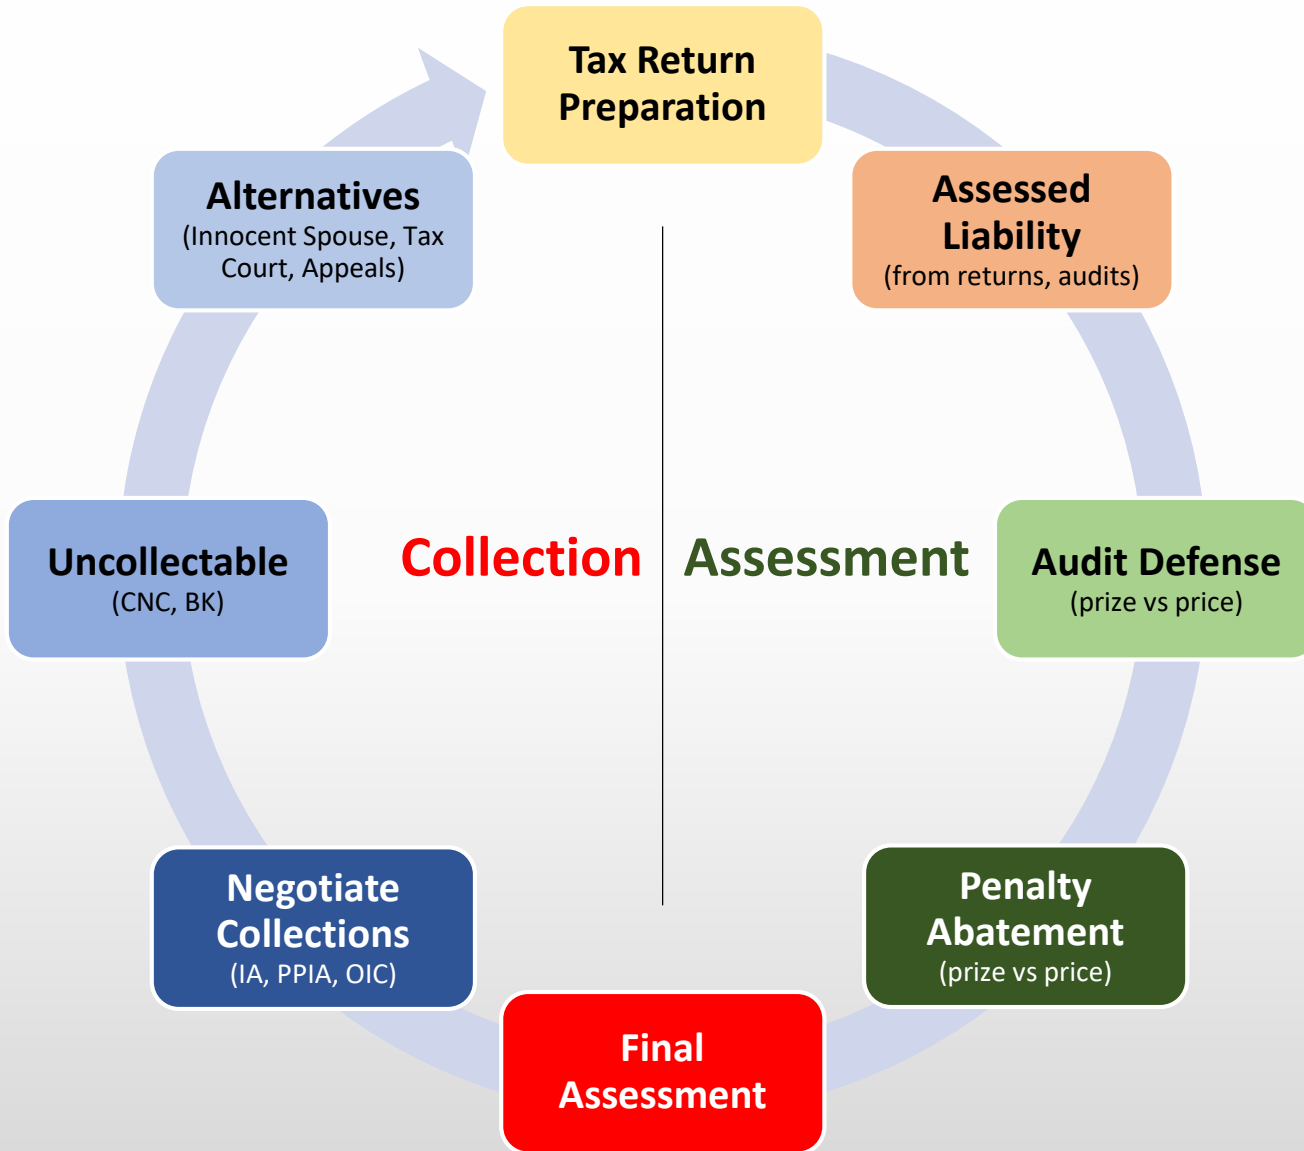 Tax Return
Preparation
Assessed
Liability
(from returns, audits)
Audit Defense
(prize vs price)
Penalty
Abatement
(prize vs price)
Final
Assessment
Negotiate
Collections
(IA, PPIA, OIC)
Uncollectable
(CNC, BK)
Alternatives
(Innocent Spouse, Tax
Court, Appeals)
Collection
Assessment